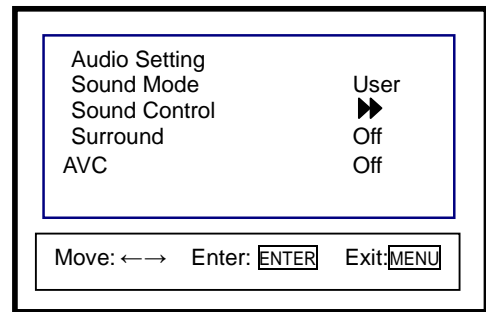 Audio Setting
Sound Mode User
Sound Control
Surround Off
AVC Off
Move: ←→ Enter: ENTER Exit:MENU